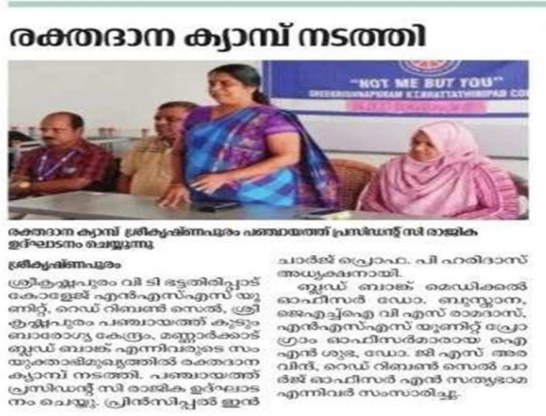 രക്തദാന ക്യാമ്പ് നടത്തി
"NOT ME BUT YOU"
SREEKRISHNAPURAM V.T.BHATTATHIRIPAD COL
രക്തദാന ക്യാമ്പ് ശ്രീകൃഷ്ണപുരം പഞ്ചായത്ത് പ്രസിഡന്റ് സി രാജിക
ഉദ്ഘാടനം ചെയ്യുന്നു
ശ്രീകൃഷ്ണപുരം
ശ്രീകൃഷ്ണപുരം വി ടി ഭട്ടതിരിപ്പാട്
കോളേജ് എൻഎസ്എസ് യൂ
ണിറ്റ്, റെഡ് റിബൺ സെൽ, ശ്രീ
കൃഷ്ണപുരം പഞ്ചായത്ത് കുടും
ബാരോഗ്യ കേന്ദ്രം, മണ്ണാർക്കാട്
ബ്ലഡ് ബാങ്ക് എന്നിവരുടെ സം
യുക്താഭിമുഖ്യത്തിൽ രക്തദാന
ക്യാമ്പ് നടത്തി. പഞ്ചായത്ത്
പ്രസിഡന്റ് സി രാജിക ഉദ്ഘാട
നം ചെയ്തു. പ്രിൻസിപ്പൽ ഇൻ
ചാർജ് പ്രൊഫ. പി ഹരിദാസ്
അധ്യക്ഷനായി.
ബ്ലഡ് ബാങ്ക് മെഡിക്കൽ
ഓഫീസർ ഡോ. ബുസ്താന,
ജെഎച്ച്ഐ വി എസ് രാമദാസ്,
എൻഎസ്എസ് യൂണിറ്റ് പ്രോ
ഗ്രാം ഓഫീസർമാരായ ഐ
എൻ ശുഭ, ഡോ. ജി എസ് അര
വിന്ദ്, റെഡ് റിബൺ സെൽ ചാ
ർജ് ഓഫീസർ എൻ സത്യഭാമ
എന്നിവർ സംസാരിച്ചു.